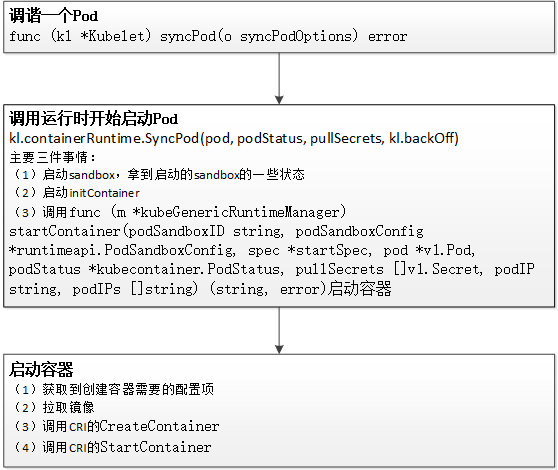 调谐一个Pod
func (kl *Kubelet) syncPod(o syncPodOptions) error
调用运行时开始启动Pod
kl.containerRuntime.SyncPod(pod, podStatus, pullSecrets, kl.backOff)
主要三件事情：
（1）启动sandbox，拿到启动的sandbox的一些状态
（2）启动initContainer
（3）调用func (m *kubeGenericRuntimeManager)
startContainer(podSandboxID string, podSandboxConfig
*runtimeapi.PodSandboxConfig, spec *startSpec, pod *v1.Pod,
podStatus *kubecontainer.PodStatus, pullSecrets []v1.Secret, podIP
string, podIPs []string) (string, error)启动容器
启动容器
（1）获取到创建容器需要的配置项
（2）拉取镜像
（3）调用CRI的CreateContainer
（4）调用CRI的StartContainer